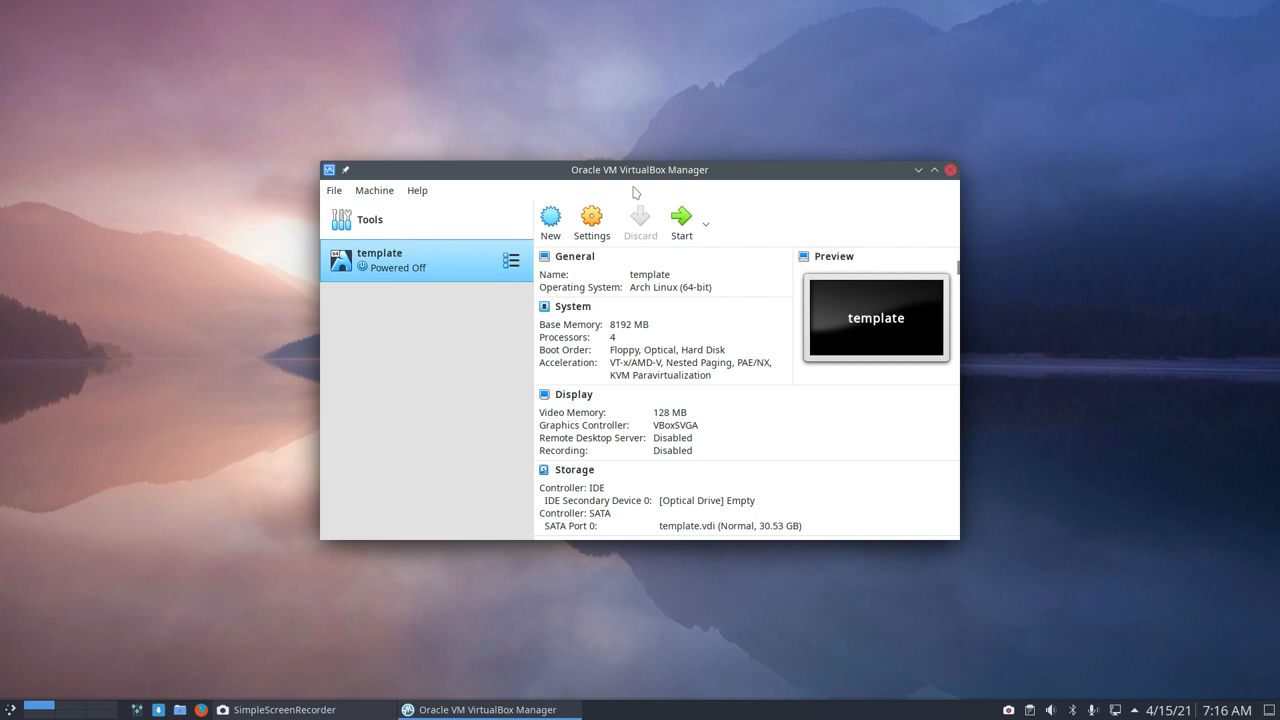 Oracle VM VirtualBox Manager
File Machine Help
Tools
New Settings Discard Start
64
template
Powered Off
General
Name: template
Operating System: Arch Linux (64-bit)
System
Base Memory: 8192 MB
Processors: 4
Boot Order: Floppy, Optical, Hard Disk
Acceleration: VT-x/AMD-V, Nested Paging, PAE/NX,
KVM Paravirtualization
Preview
template
Display
Video Memory: 128 MB
Graphics Controller: VBoxSVGA
Remote Desktop Server: Disabled
Recording: Disabled
Storage
Controller: IDE
IDE Secondary Device 0: [Optical Drive] Empty
Controller: SATA
SATA Port 0: template.vdi (Normal, 30.53 GB)
SimpleScreenRecorder Oracle VM VirtualBox Manager 4/15/21 7:16 AM